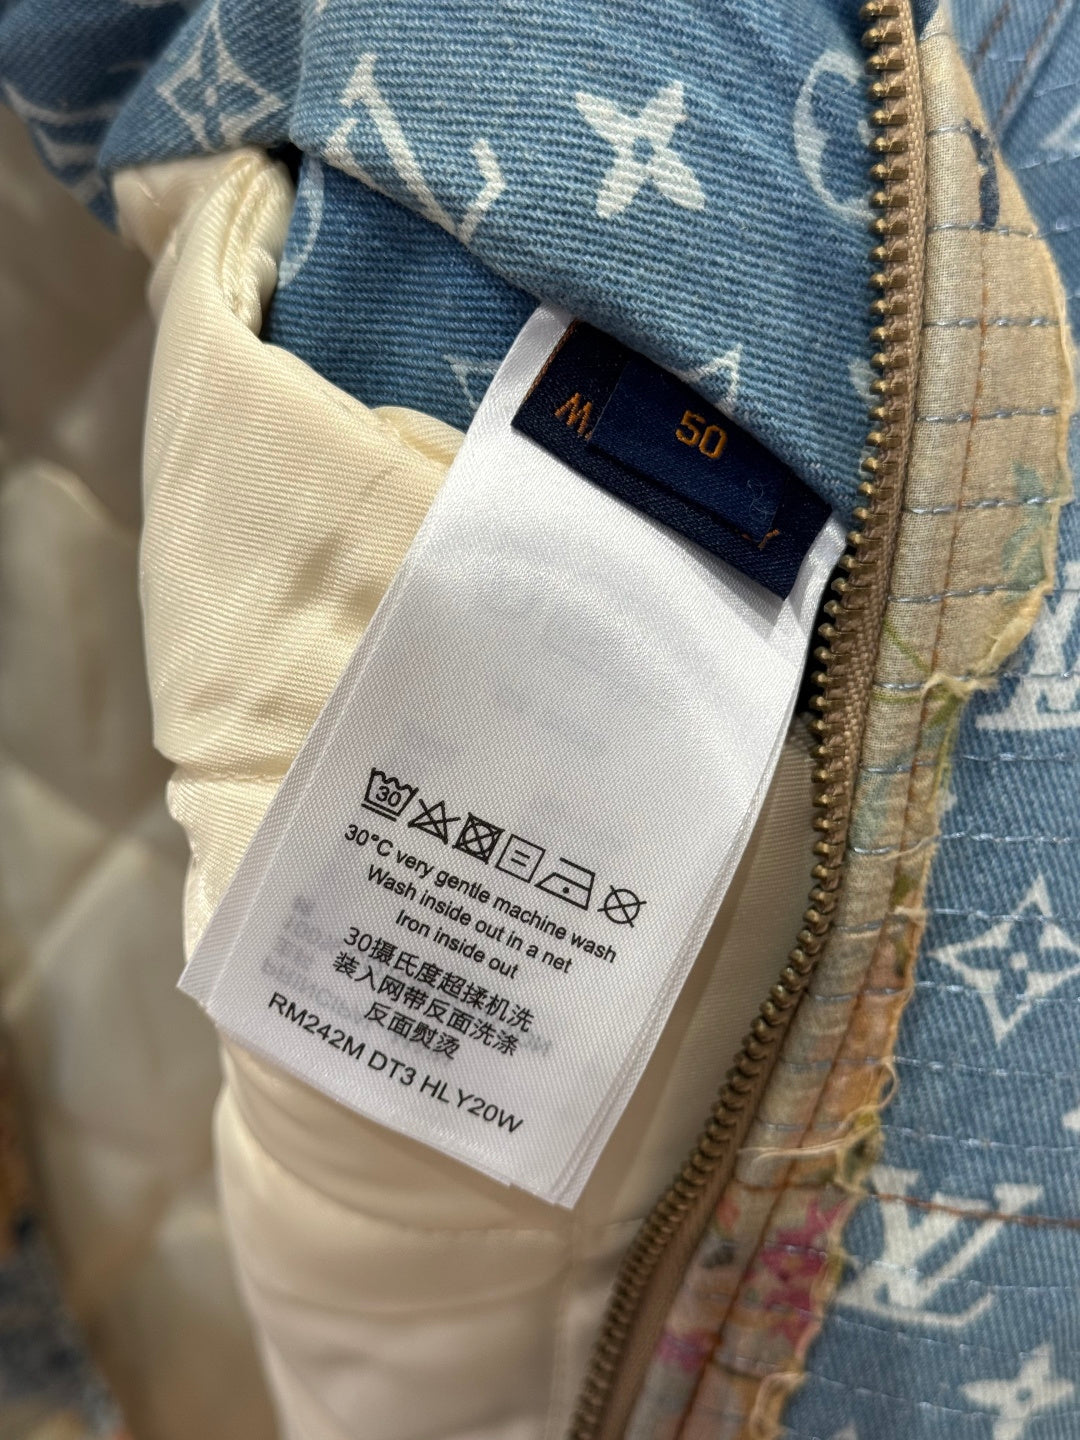 50
30
30°C very gentle machine wash
Wash inside out in a net
Iron inside out
30摄氏度超揉机洗
装入网带反面洗涤
反面熨烫
RM242M DT3 HLY20W
LV